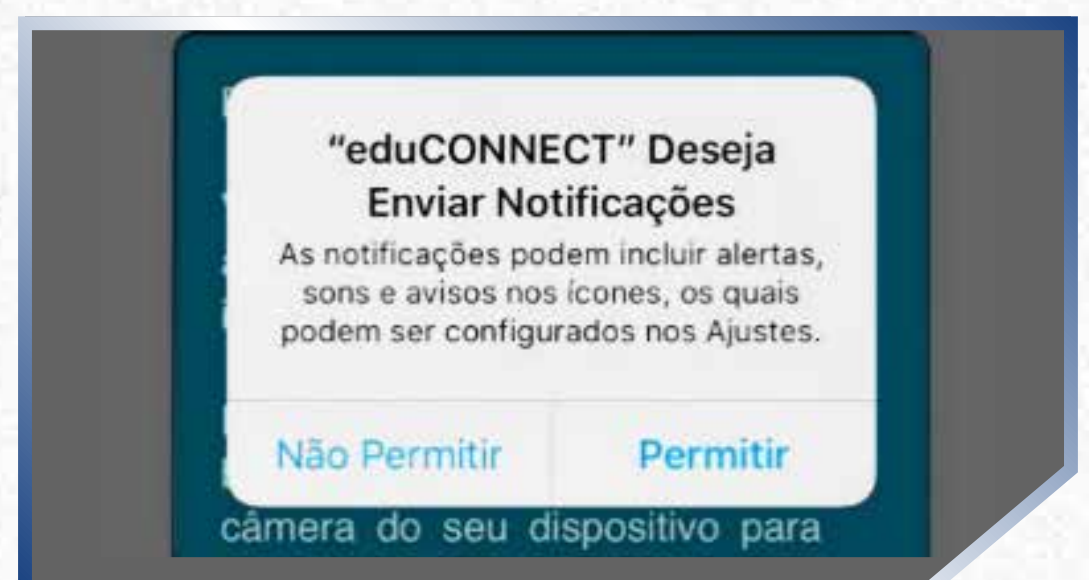 "eduCONNECT" Deseja
Enviar Notificações
As notificações podem incluir alertas,
sons e avisos nos ícones, os quais
podem ser configurados nos Ajustes.
Não Permitir
Permitir
câmera do seu dispositivo para